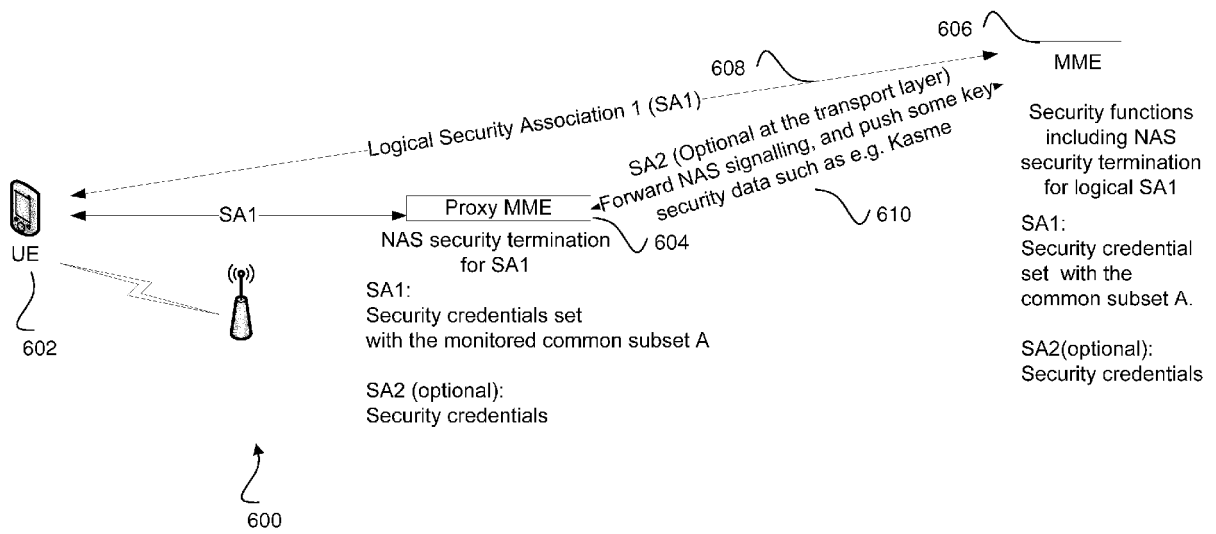 606
MME
608
Logical Security Association 1 (SA1)
SA2 (Optional at the transport layer)
Forward NAS signalling, and push some key
security data such as e.g. Kasme
610
Security functions
including NAS
security termination
for logical SA1
SA1
Proxy MME
604
UE
602
NAS security termination
for SA1
SA1:
Security credentials set
with the monitored common subset A
SA2 (optional):
Security credentials
SA1:
Security credential
set with the
common subset A.
SA2(optional):
Security credentials
600